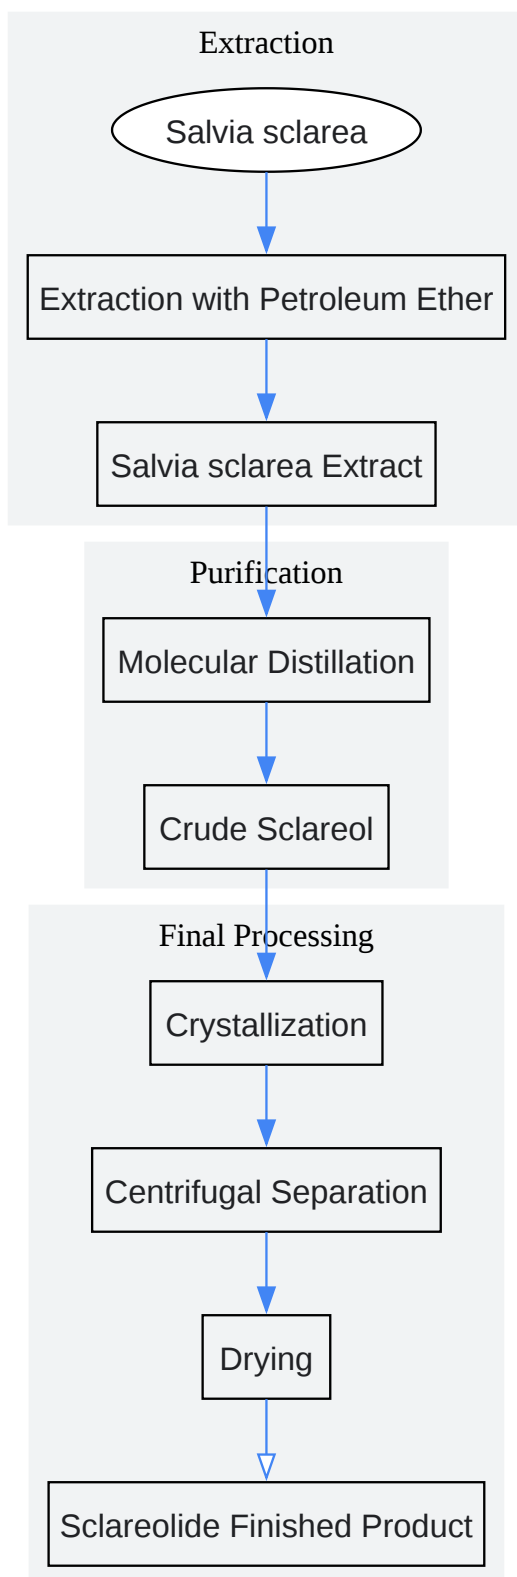 Extraction
Salvia sclarea
Extraction with Petroleum Ether
Salvia sclarea Extract
Purification
Molecular Distillation
Crude Sclareol
Final Processing
Crystallization
Centrifugal Separation
Drying
Sclareolide Finished Product